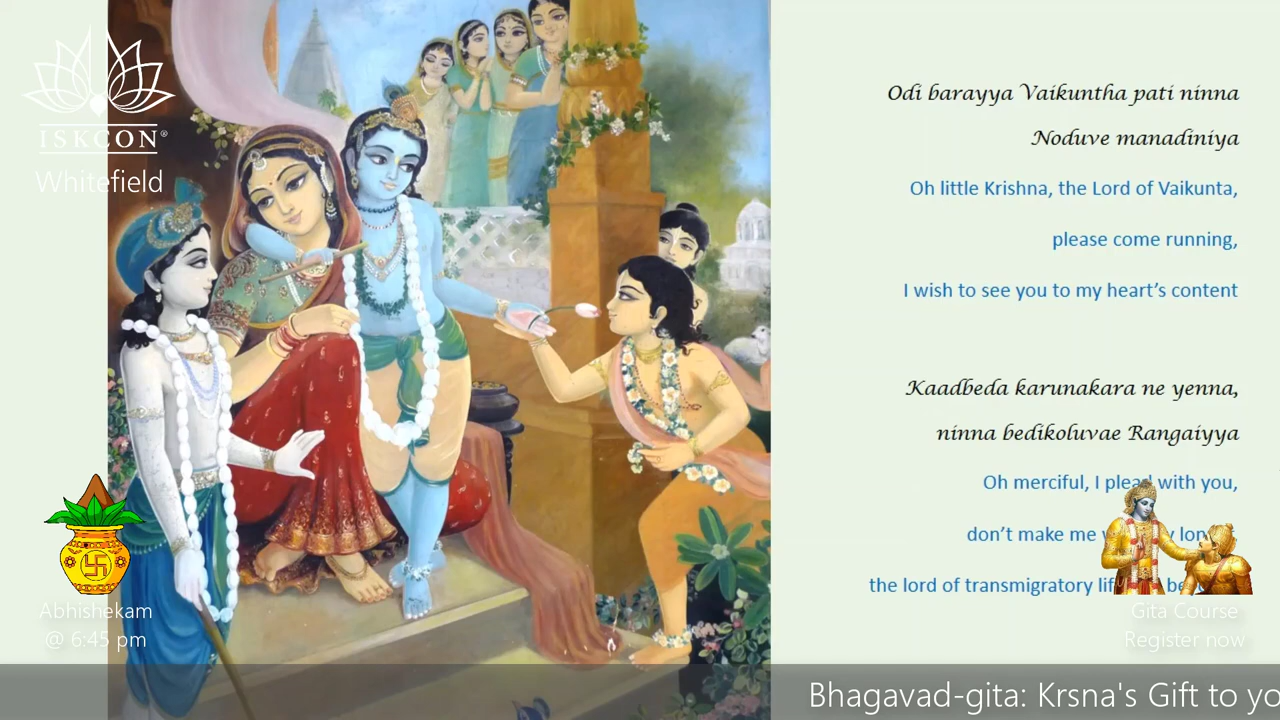 ISKCON®
Whitefield
Odi barayya Vaikuntha pati ninna
Noduve manadiniya
Oh little Krishna, the Lord of Vaikunta,
please come running,
I wish to see you to my heart's content
Kaadbeda karunakara ne yenna,
ninna bedikoluvae Rangaiyya
Oh merciful, I plead with you,
don't make me
the lord of transmigratory
Abhishekam
@ 6:45 pm
Gita Course
Register now
Bhagavad-gita: Krsna's Gift to yo